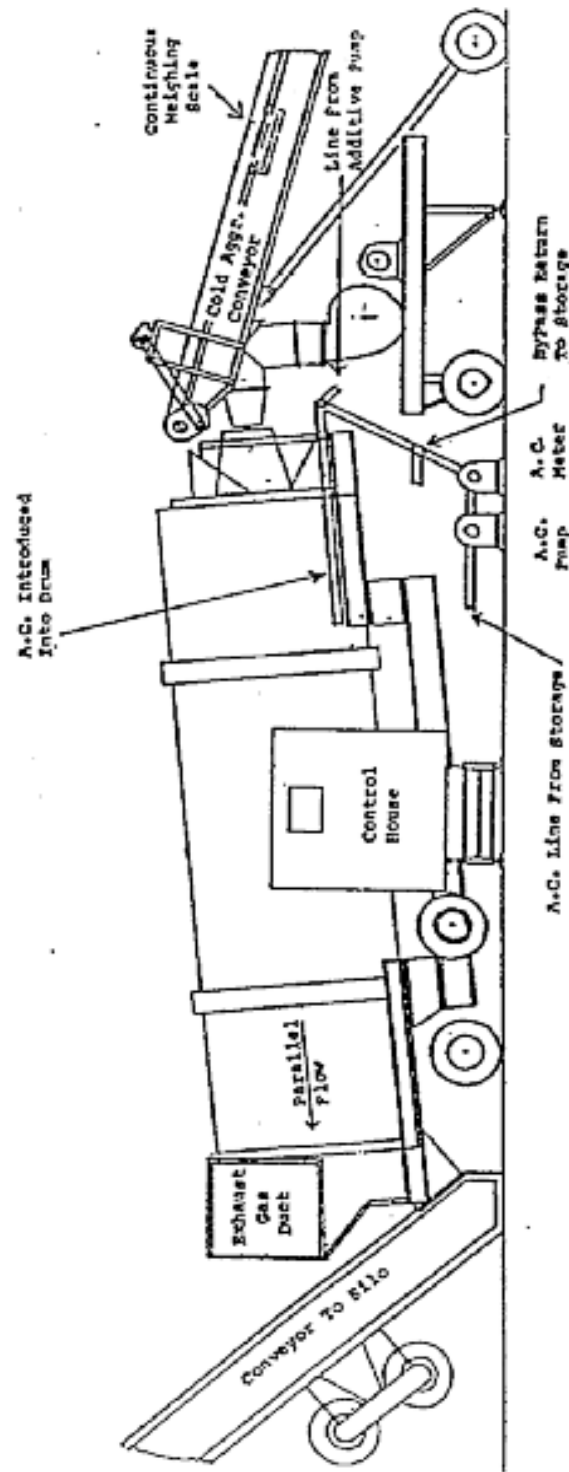 Continuous
Weighing
Scale
Cold Aggr.
Conveyor
Line From
Additive Pump
A.C. Introduced
Into Drum
Bypass Return
To Storage
A.C.
Meter
A.C.
Pump
A.C. Line From Storage
Control
House
Parallel
Flow
Exhaust
Gas
Duct
Conveyor To Silo